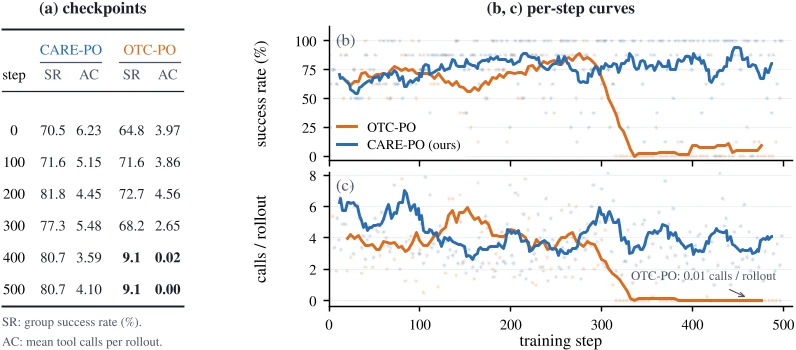 (a) checkpoints
CARE-PO OTC-PO
step SR AC SR AC
0 70.5 6.23 64.8 3.97
100 71.6 5.15 71.6 3.86
200 81.8 4.45 72.7 4.56
300 77.3 5.48 68.2 2.65
400 80.7 3.59 9.1 0.02
500 80.7 4.10 9.1 0.00
SR: group success rate (%).
AC: mean tool calls per rollout.
(b, c) per-step curves
(b)
success rate (%)
100
75
50
25
0
OTC-PO
CARE-PO (ours)
(c)
calls / rollout
8
6
4
2
0
OTC-PO: 0.01 calls / rollout
0 100 200 300 400 500
training step